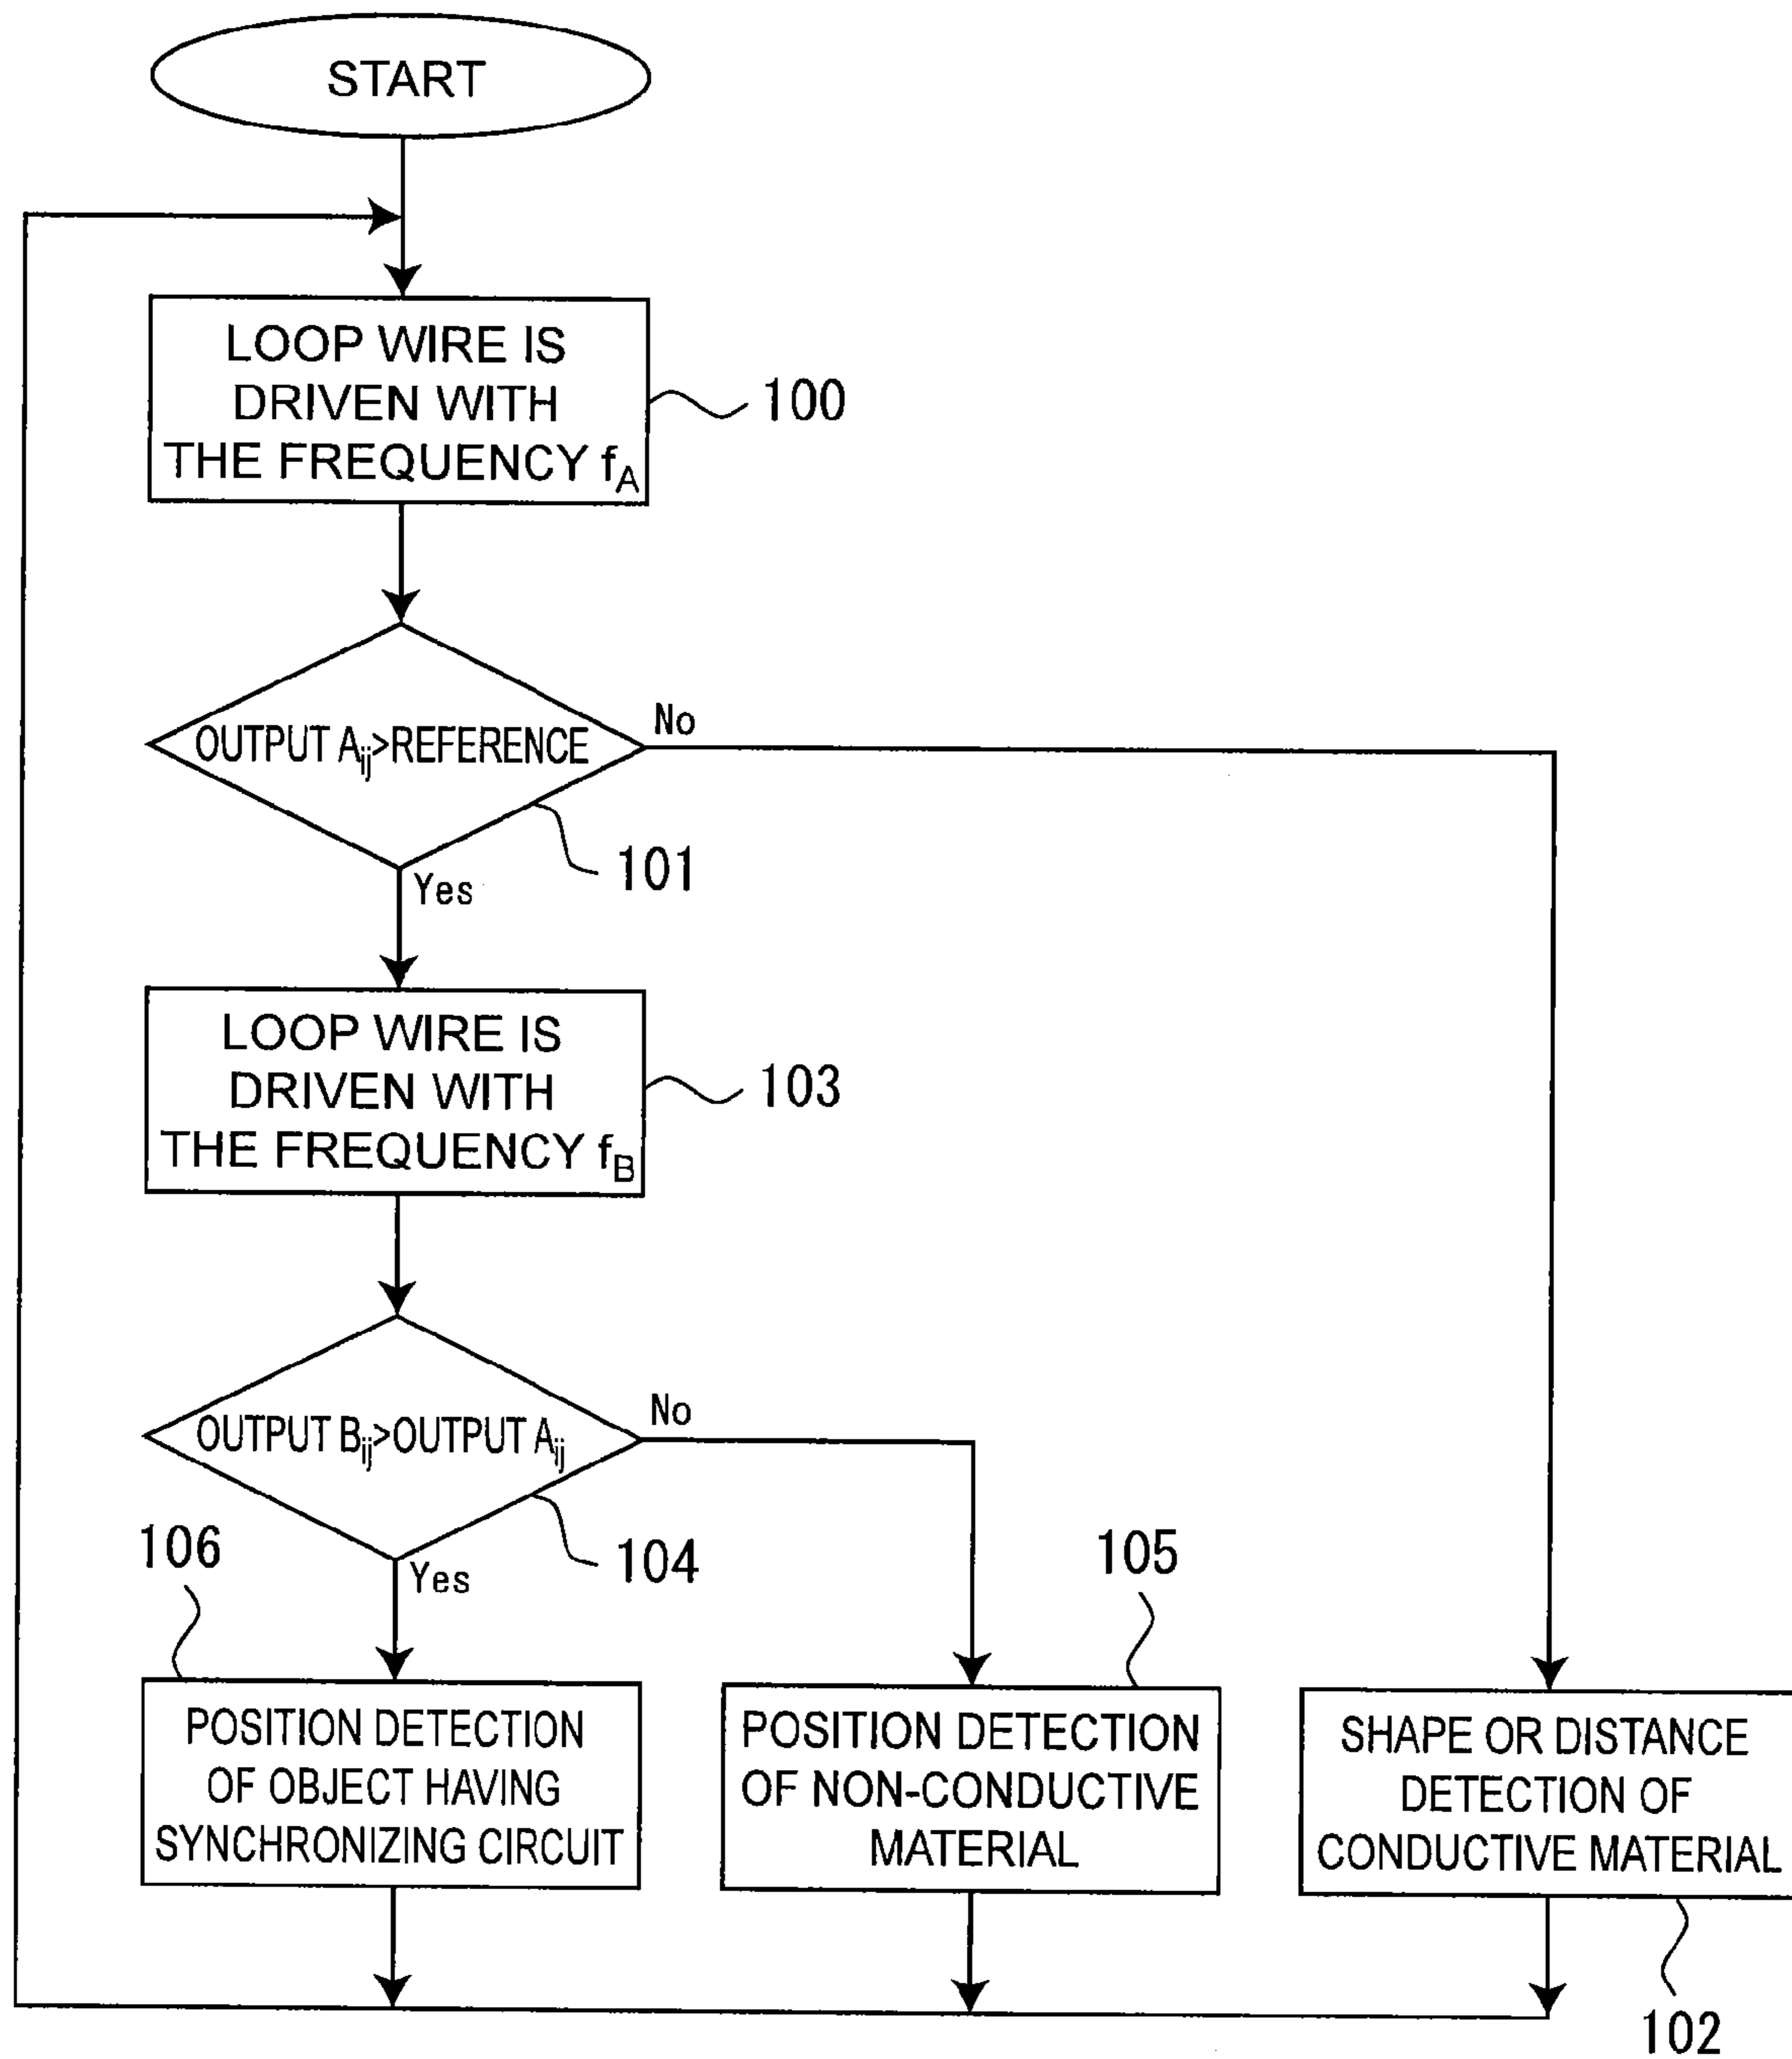 START
LOOP WIRE IS
DRIVEN WITH
THE FREQUENCY fA
100
OUTPUT Aij>REFERENCE
No
101
Yes
LOOP WIRE IS
DRIVEN WITH
THE FREQUENCY fB
103
OUTPUT Bij>OUTPUT Aij
No
104
Yes
106
POSITION DETECTION
OF OBJECT HAVING
SYNCHRONIZING CIRCUIT
105
POSITION DETECTION
OF NON-CONDUCTIVE
MATERIAL
SHAPE OR DISTANCE
DETECTION OF
CONDUCTIVE MATERIAL
102